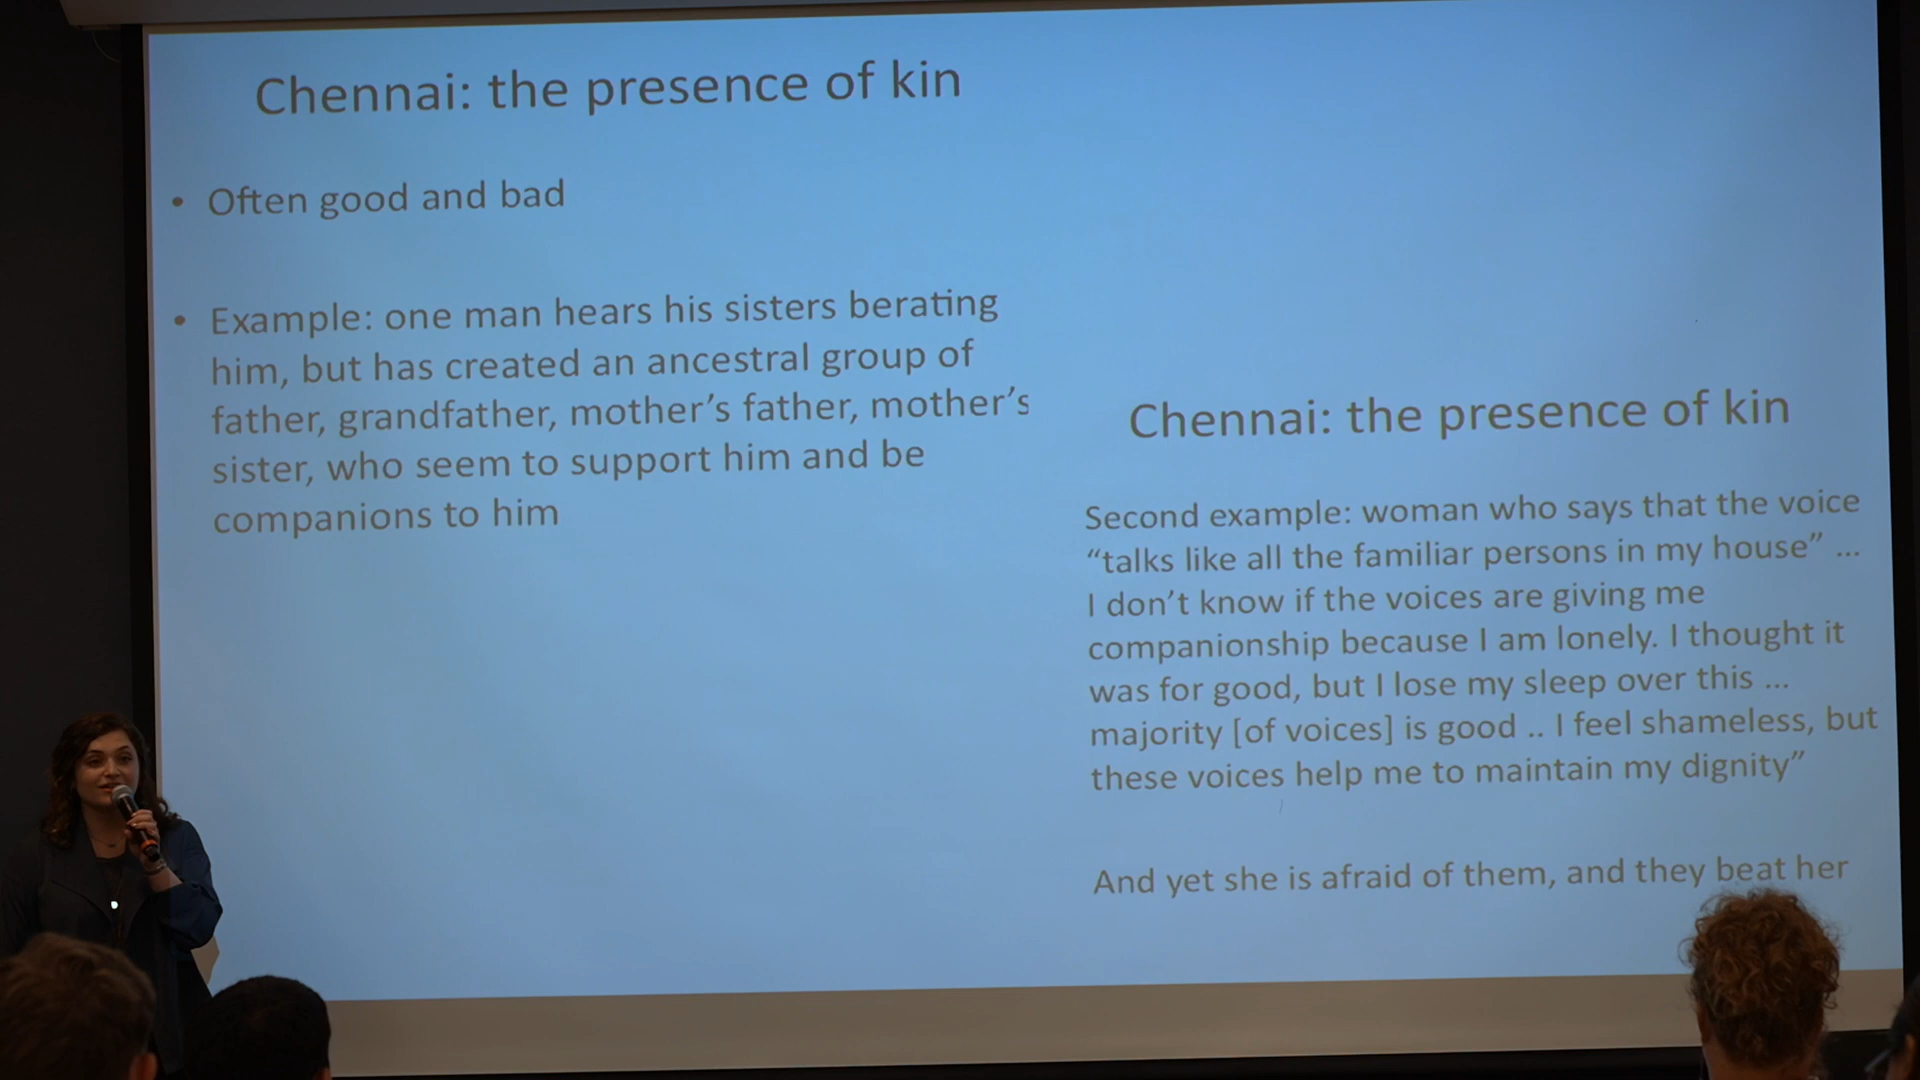 Chennai: the presence of kin
• Often good and bad
• Example: one man hears his sisters berating
him, but has created an ancestral group of
father, grandfather, mother’s father, mother’s
sister, who seem to support him and be
companions to him
Chennai: the presence of kin
Second example: woman who says that the voice
“talks like all the familiar persons in my house” ...
I don’t know if the voices are giving me
companionship because I am lonely. I thought it
was for good, but I lose my sleep over this ...
majority [of voices] is good .. I feel shameless, but
these voices help me to maintain my dignity”
And yet she is afraid of them, and they beat her